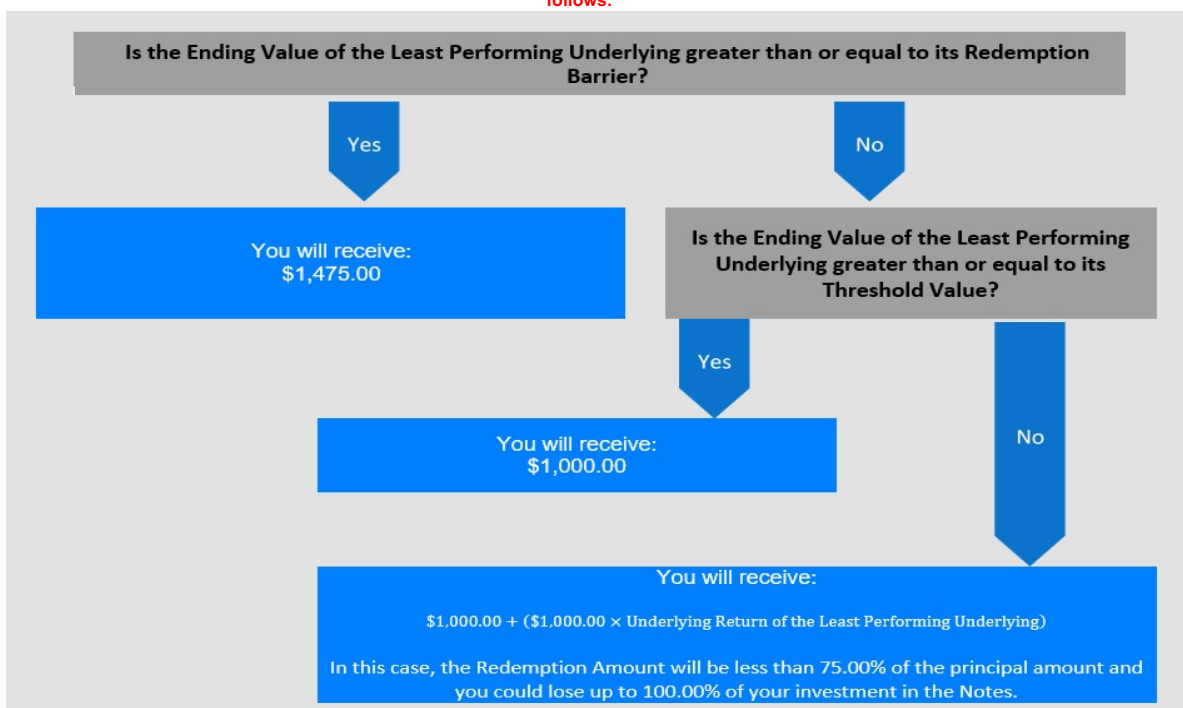 follows:
Is the Ending Value of the Least Performing Underlying greater than or equal to its Redemption
Barrier?
Yes
No
You will receive:
$1,475.00
Is the Ending Value of the Least Performing
Underlying greater than or equal to its
Threshold Value?
Yes
No
You will receive:
$1,000.00
You will receive:
$1,000.00 + ($1,000.00 × Underlying Return of the Least Performing Underlying)
In this case, the Redemption Amount will be less than 75.00% of the principal amount and
you could lose up to 100.00% of your investment in the Notes.